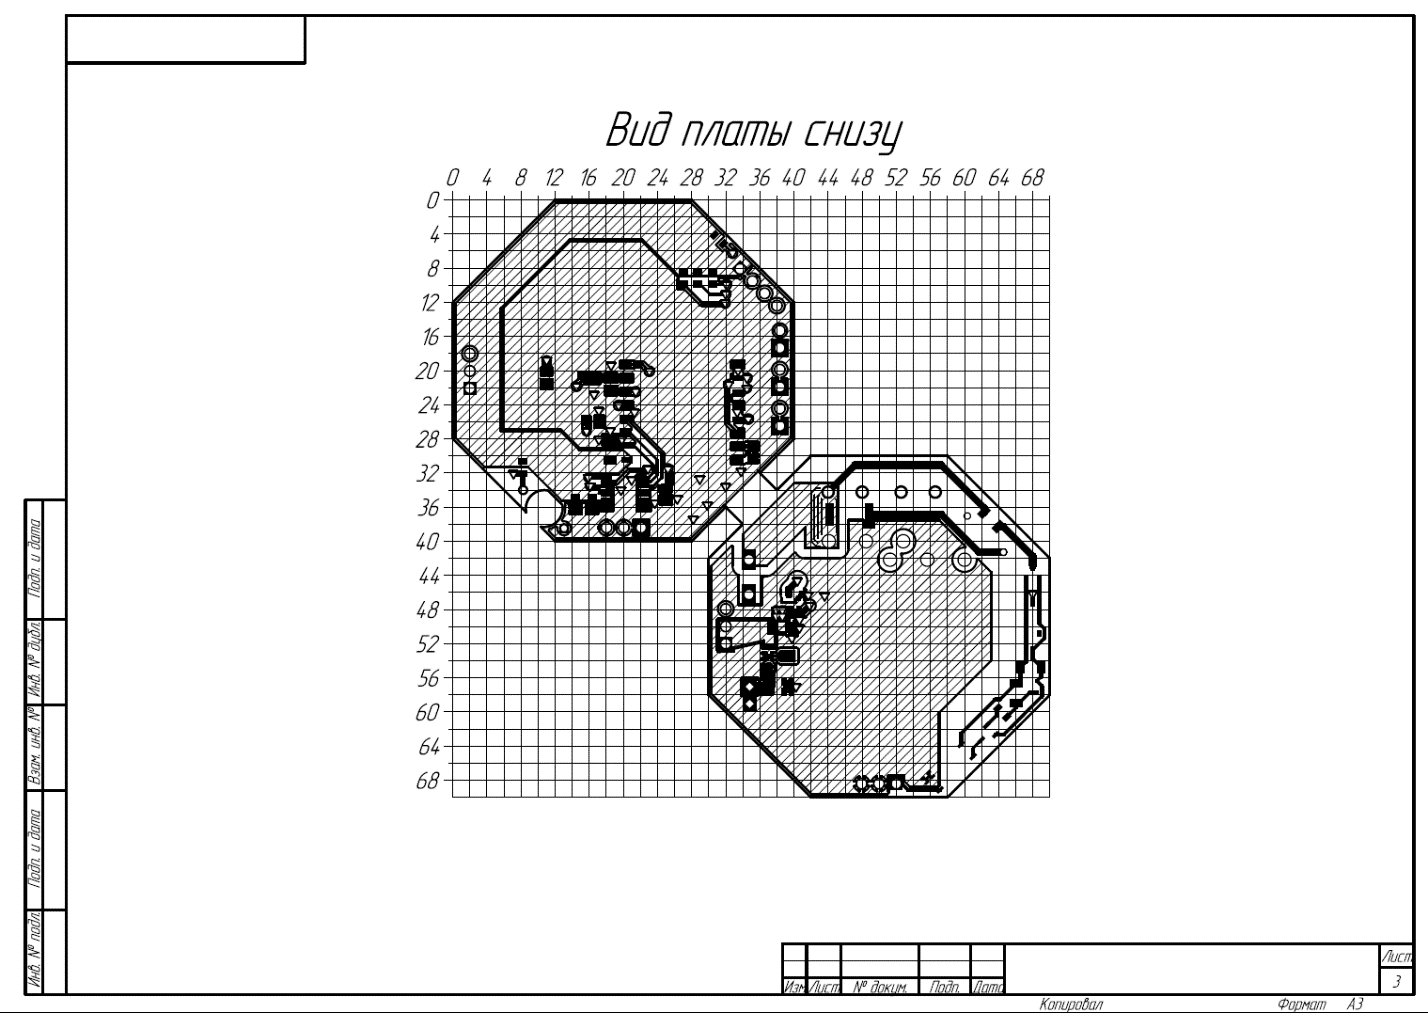 Вид платы снизу
0 4 8 12 16 20 24 28 32 36 40 44 48 52 56 60 64 68
0
4
8
12
16
20
24
28
32
36
40
44
48
52
56
60
64
68
Подп. и дата
Инв. № дубл.
Взам. инв. №
Подп. и дата
Инв. № подл.
Изм Лист № докум. Подп. Дата
Лист
3
Копировал Формат А3